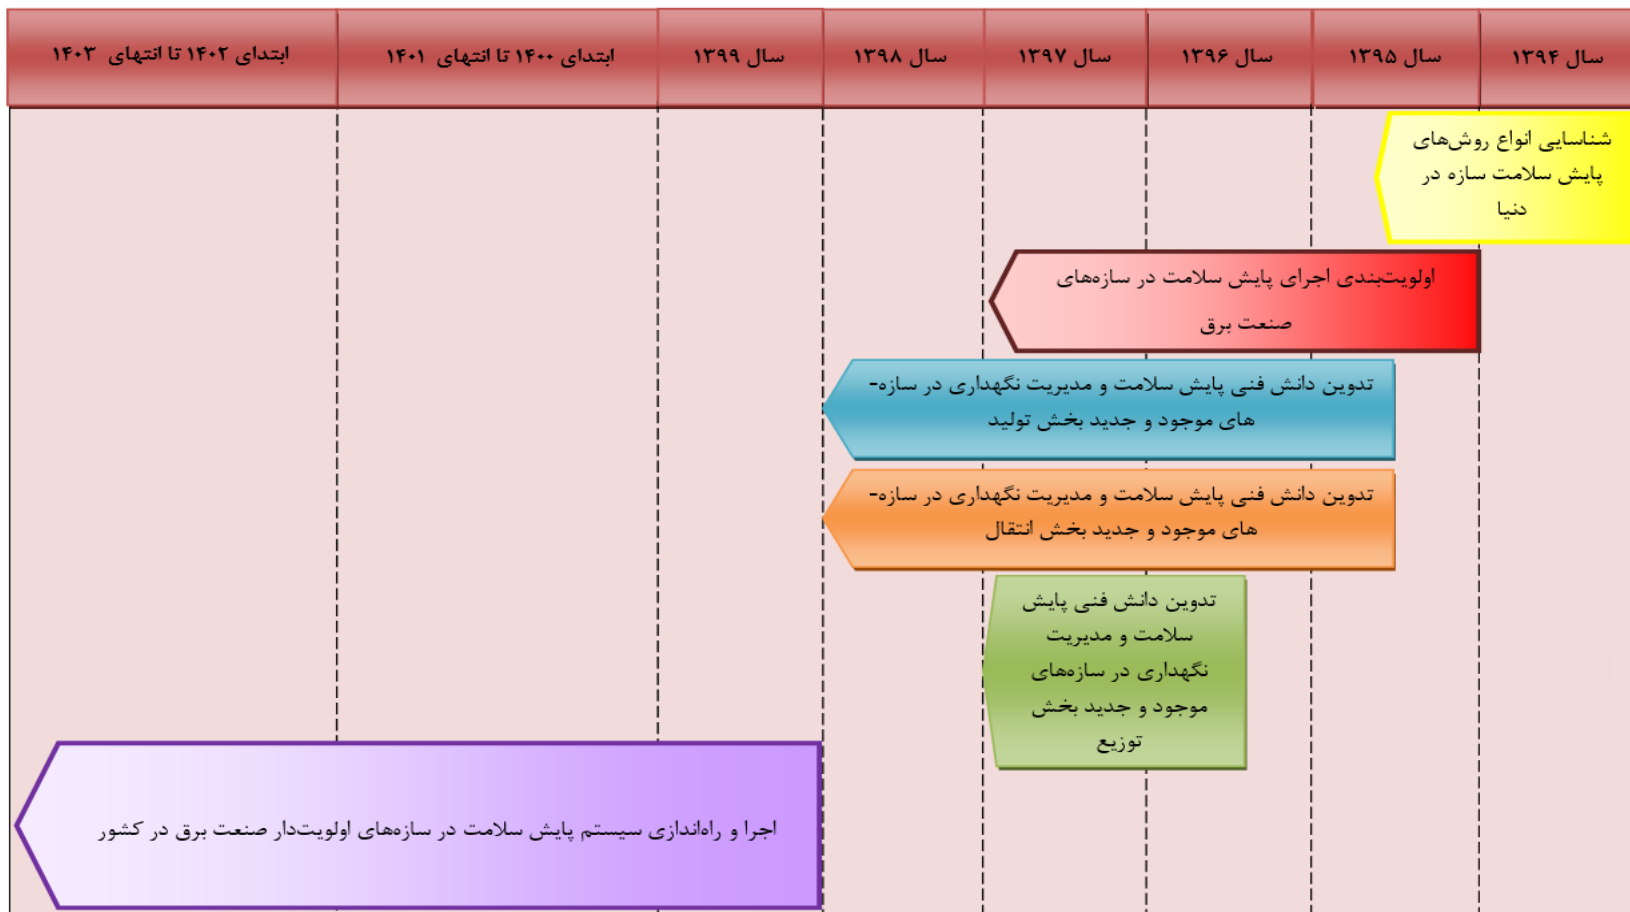 سال ۱۳۹۴
سال ۱۳۹۵
سال ۱۳۹۶
سال ۱۳۹۷
سال ۱۳۹۸
سال ۱۳۹۹
ابتدای ۱۴۰۰ تا انتهای ۱۴۰۱
ابتدای ۱۴۰۲ تا انتهای ۱۴۰۳
شناسایی انواع روش‌های
پایش سلامت سازه در
دنیا
اولویت‌بندی اجرای پایش سلامت در سازه‌های
صنعت برق
تدوین دانش فنی پایش سلامت و مدیریت نگهداری در سازه-
های موجود و جدید بخش تولید
تدوین دانش فنی پایش سلامت و مدیریت نگهداری در سازه-
های موجود و جدید بخش انتقال
تدوین دانش فنی پایش
سلامت و مدیریت
نگهداری در سازه‌های
موجود و جدید بخش
توزیع
اجرا و راه‌اندازی سیستم پایش سلامت در سازه‌های اولویت‌دار صنعت برق در کشور